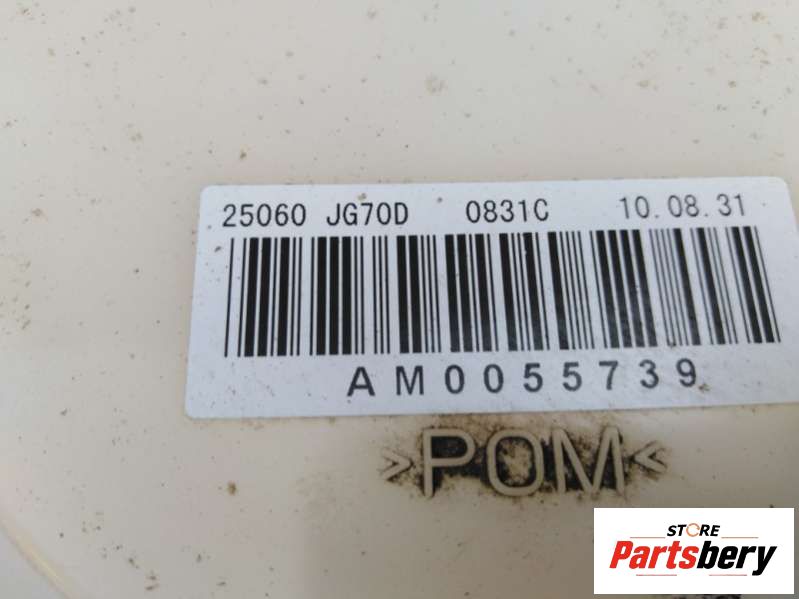 25060 JG70D 0831C 10.08.31
AM0055739
>POM<
STORE
Partsbery